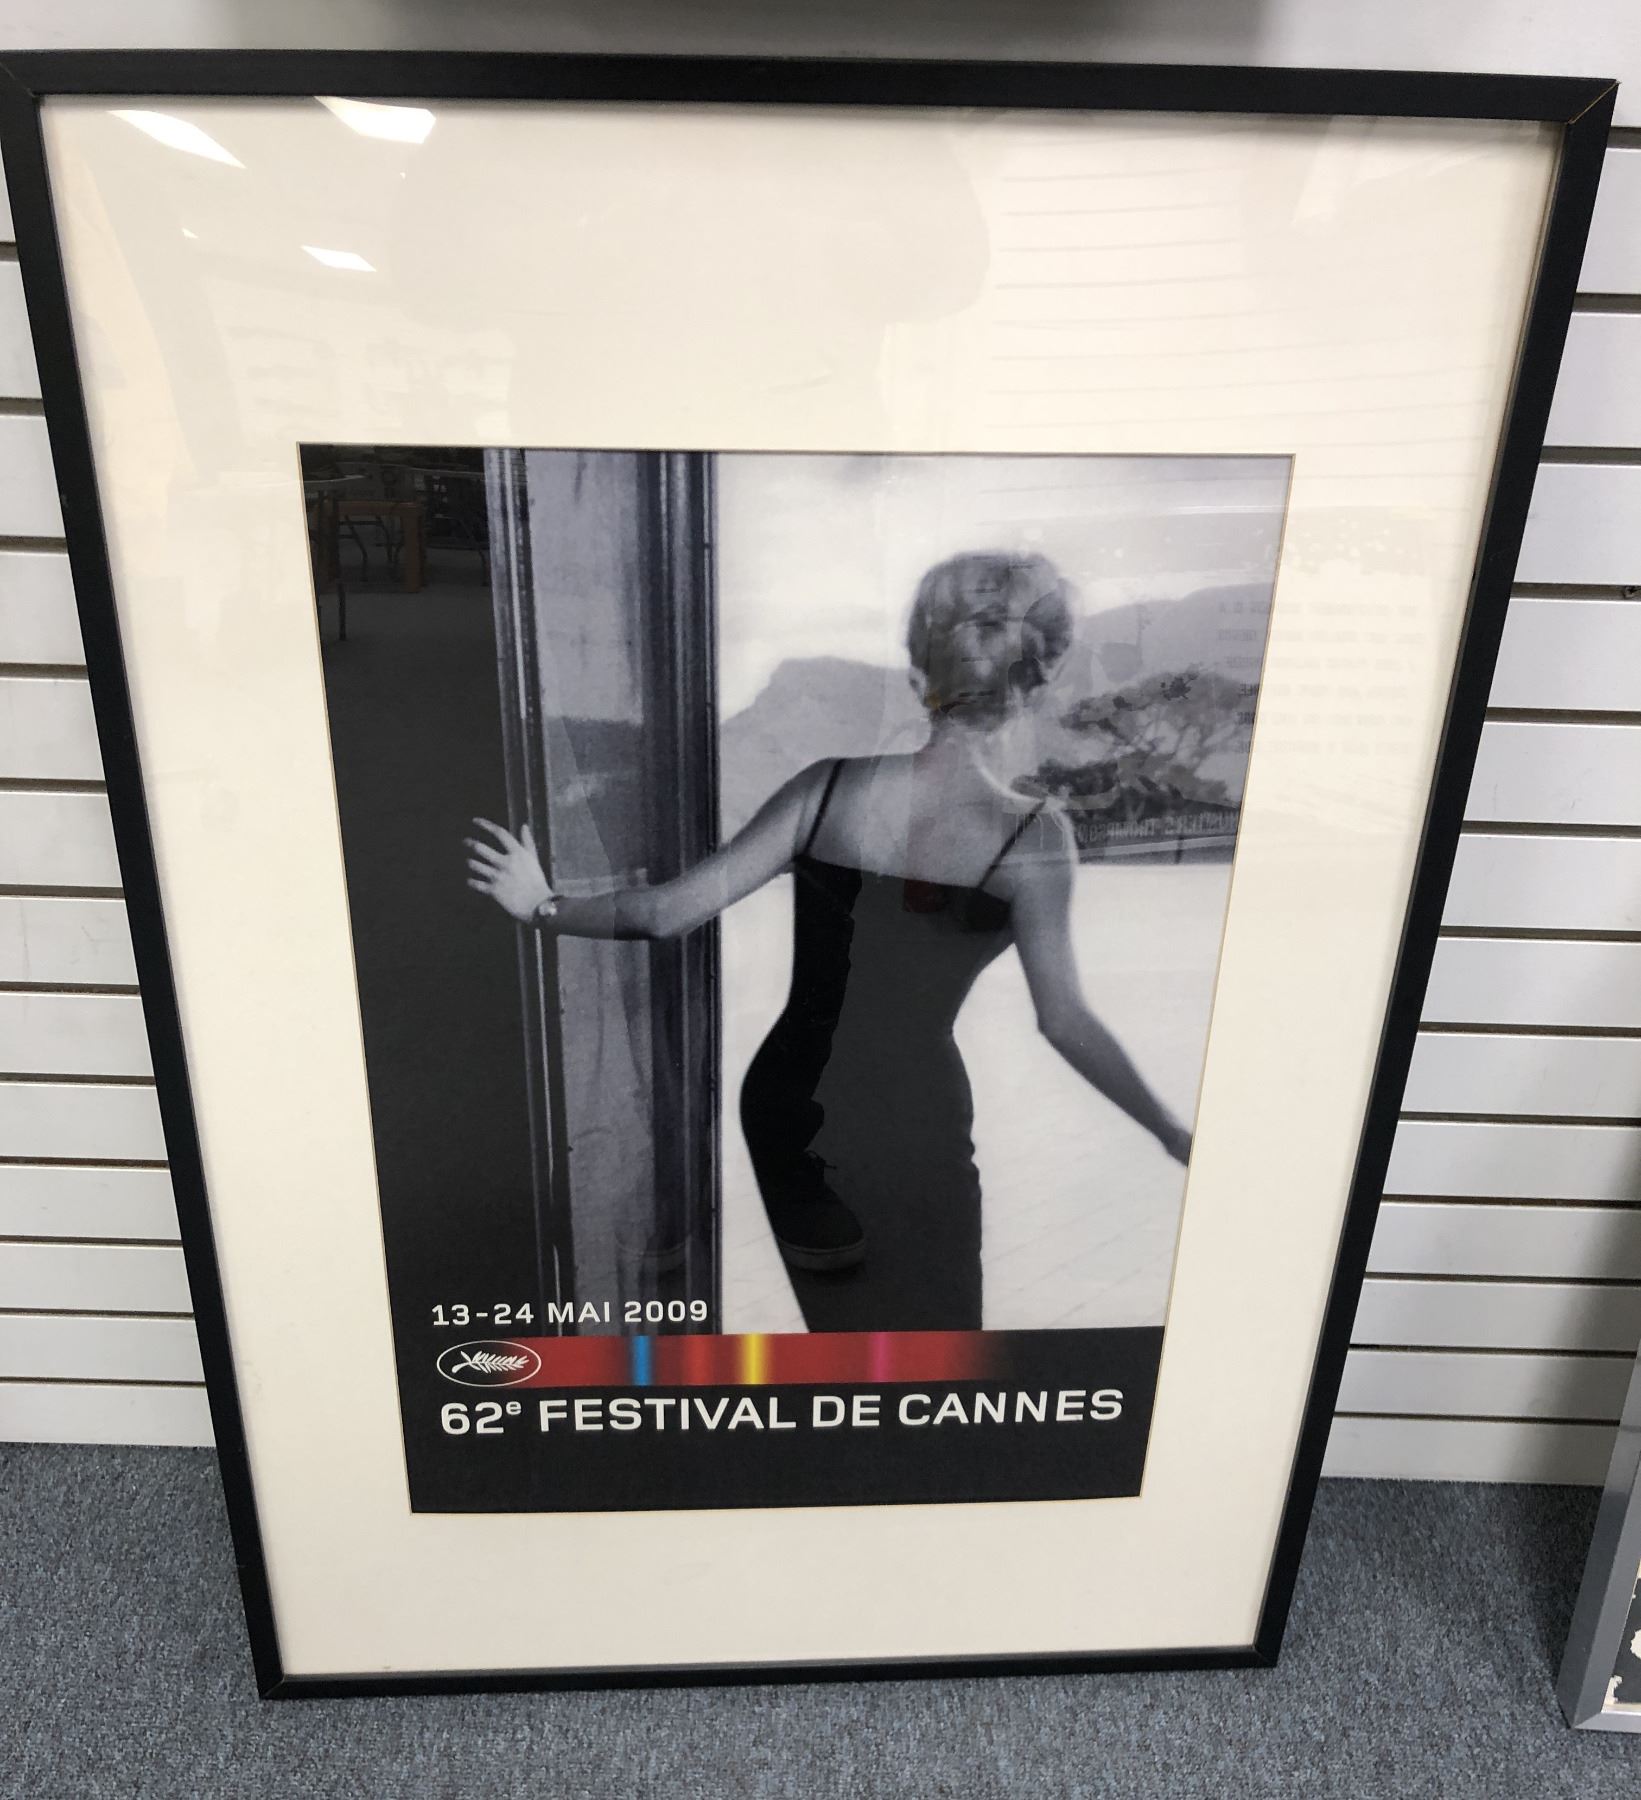 13-24 MAI 2009
62e FESTIVAL DE CANNES